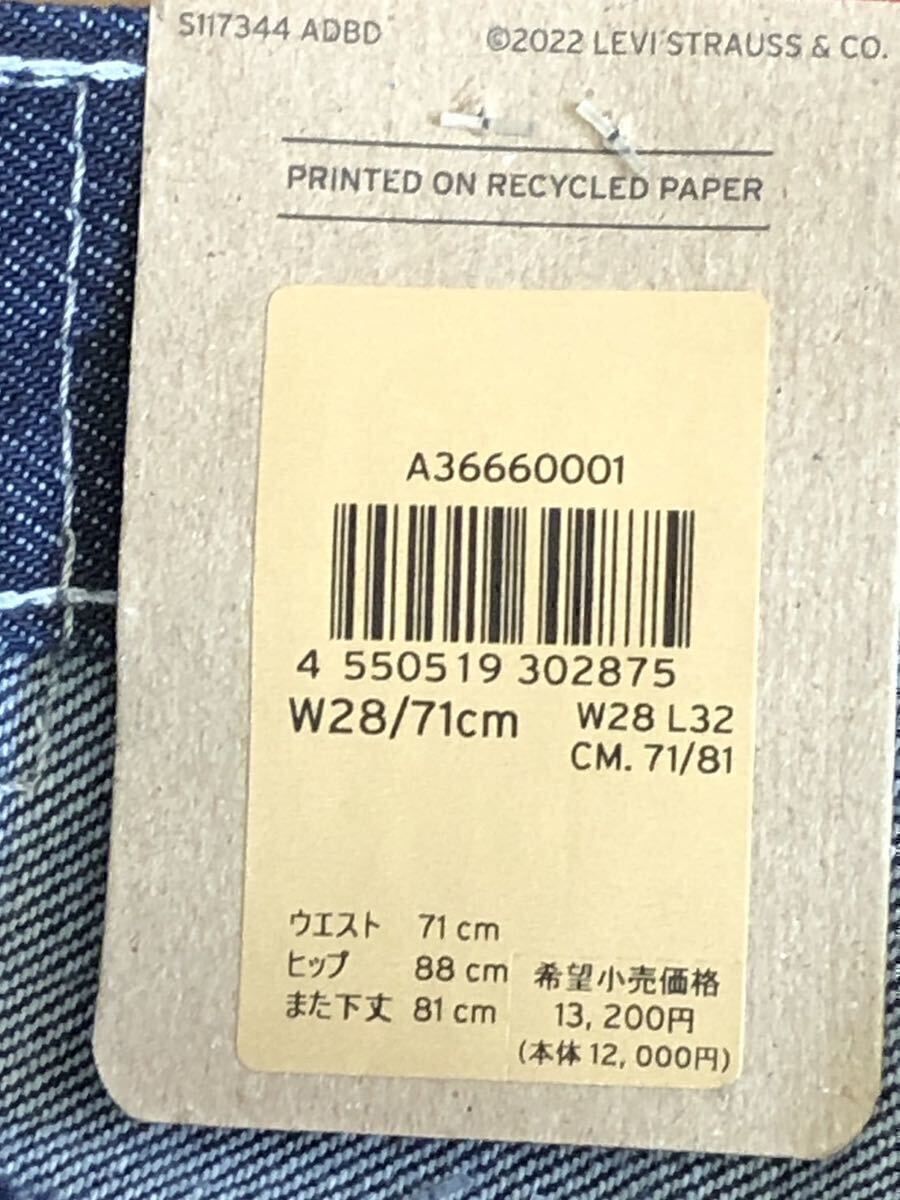 S117344 ADBD
©2022 LEVI STRAUSS & CO.
PRINTED ON RECYCLED PAPER
A36660001
4 550519 302875
W28/71cm
W28 L32
CM. 71/81
ウエスト 71 cm
ヒップ 88 cm
また下丈 81 cm
希望小売価格
13,200円
(本体 12,000円)